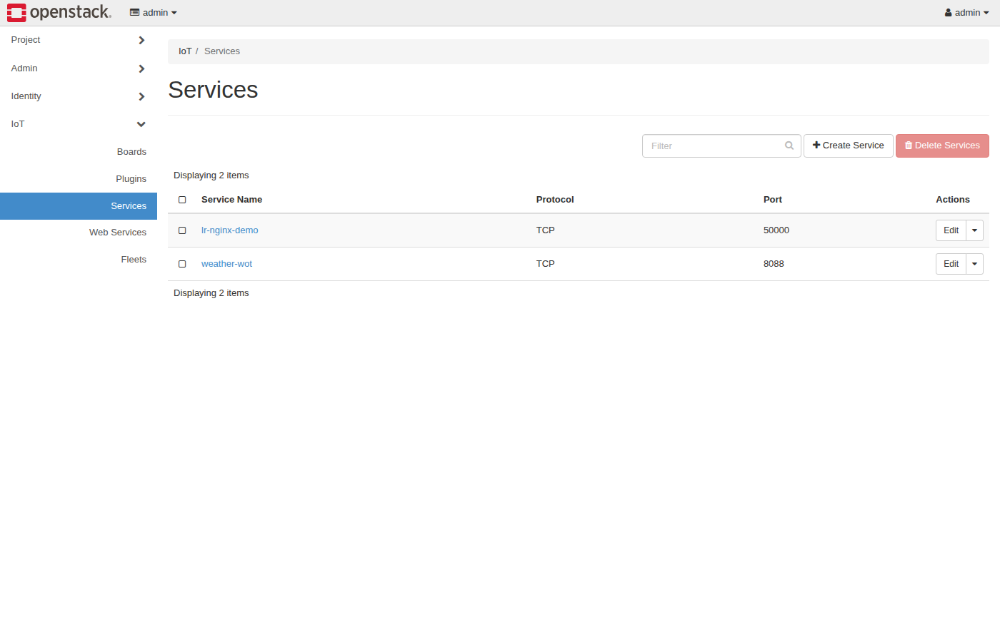 openstack. admin admin
Project
Admin
Identity
IoT
Boards
Plugins
Services
Web Services
Fleets
IoT / Services
Services
Filter Create Service Delete Services
Displaying 2 items
Service Name Protocol Port Actions
lr-nginx-demo TCP 50000 Edit
weather-wot TCP 8088 Edit
Displaying 2 items